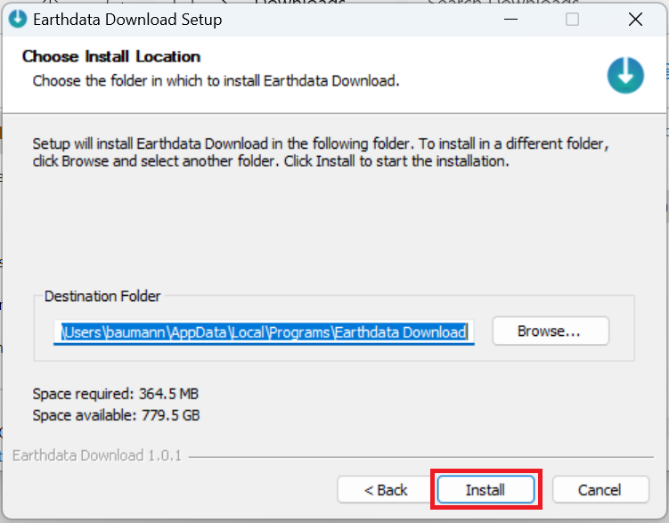 Earthdata Download Setup
Choose Install Location
Choose the folder in which to install Earthdata Download.
Setup will install Earthdata Download in the following folder. To install in a different folder,
click Browse and select another folder. Click Install to start the installation.
Destination Folder
\Users\baumann\AppData\Local\Programs\Earthdata Download
Browse...
Space required: 364.5 MB
Space available: 779.5 GB
Earthdata Download 1.0.1
< Back
Install
Cancel